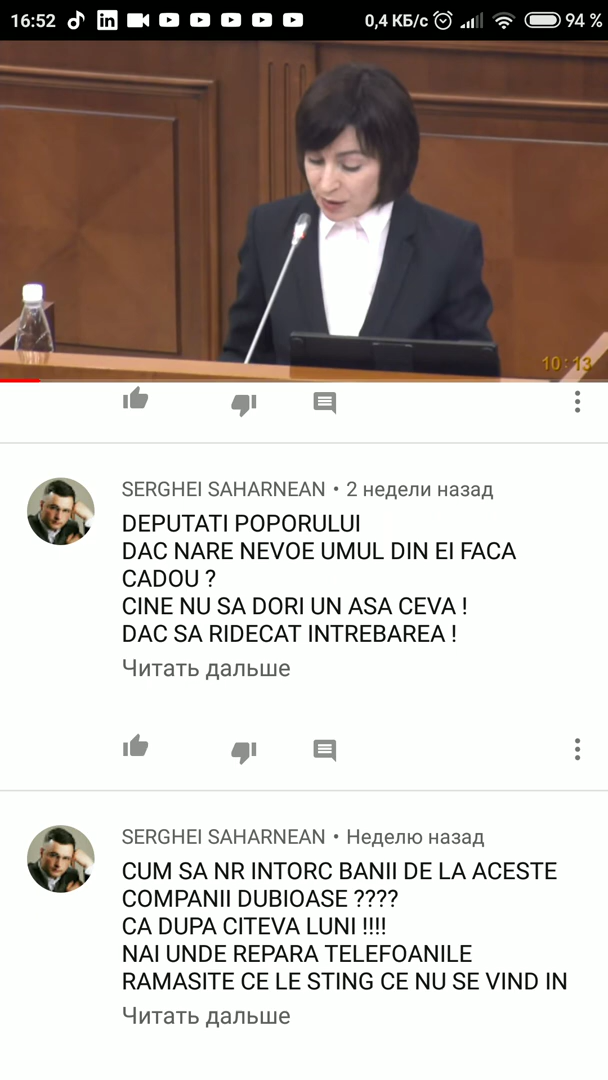 16:52 in 0,4 КБ/с 94 %
10:13
SERGHEI SAHARNEAN • 2 недели назад
DEPUTATI POPORULUI
DAC NARE NEVOE UMUL DIN EI FACA
CADOU ?
CINE NU SA DORI UN ASA CEVA !
DAC SA RIDECAT INTREBAREA !
Читать дальше
SERGHEI SAHARNEAN • Неделю назад
CUM SA NR INTORC BANII DE LA ACESTE
COMPANII DUBIOASE ????
CA DUPA CITEVA LUNI !!!!
NAI UNDE REPARA TELEFOANILE
RAMASITE CE LE STING CE NU SE VIND IN
Читать дальше